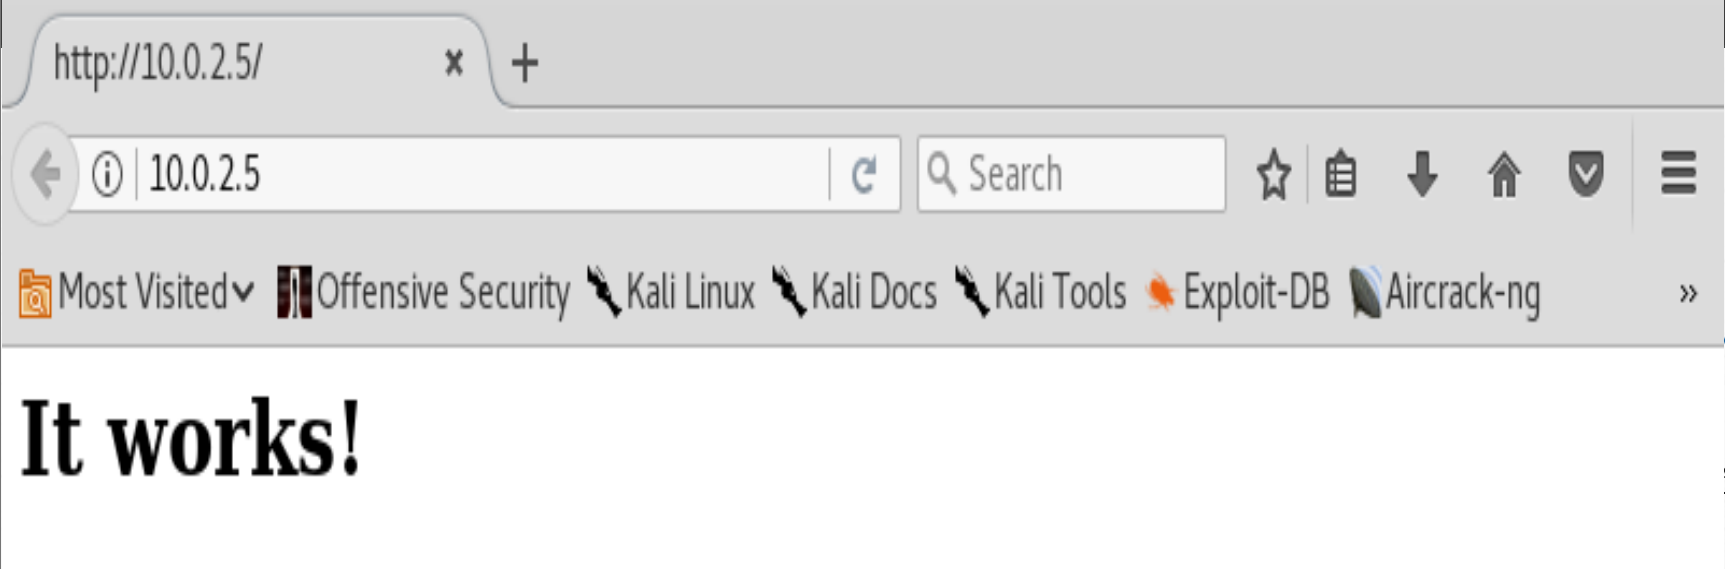 http://10.0.2.5/
10.0.2.5 Search
Most Visited Offensive Security Kali Linux Kali Docs Kali Tools Exploit-DB Aircrack-ng »
It works!